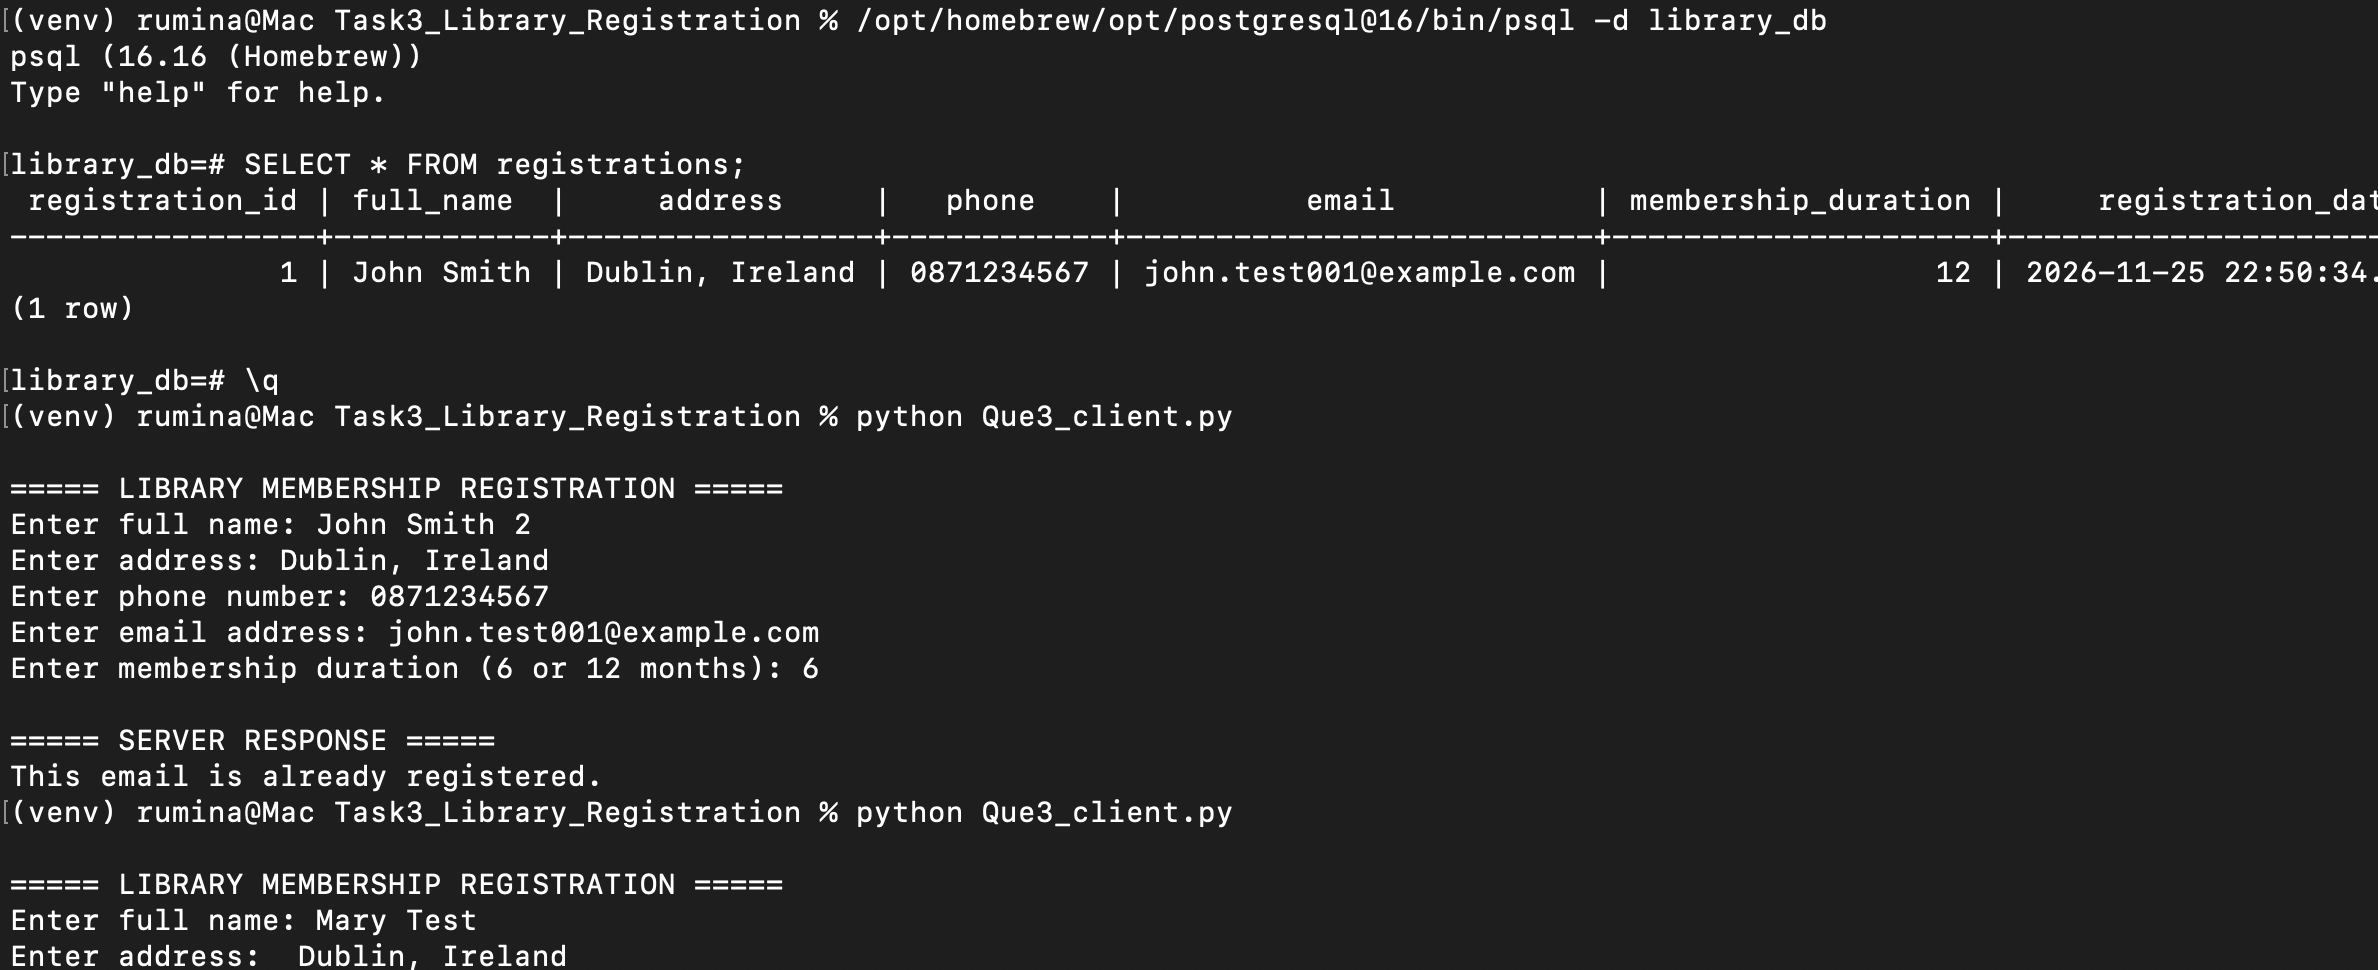 [(venv) rumina@Mac Task3_Library_Registration % /opt/homebrew/opt/postgresql@16/bin/psql -d library_db
psql (16.16 (Homebrew))
Type "help" for help.
[library_db=# SELECT * FROM registrations;
 registration_id | full_name  |     address     |   phone    |          email           | membership_duration |     registration_dat
-----------------+------------+-----------------+------------+--------------------------+---------------------+---------------------
               1 | John Smith | Dublin, Ireland | 0871234567 | john.test001@example.com |                  12 | 2026-11-25 22:50:34.
(1 row)
[library_db=# \q
[(venv) rumina@Mac Task3_Library_Registration % python Que3_client.py
===== LIBRARY MEMBERSHIP REGISTRATION =====
Enter full name: John Smith 2
Enter address: Dublin, Ireland
Enter phone number: 0871234567
Enter email address: john.test001@example.com
Enter membership duration (6 or 12 months): 6
===== SERVER RESPONSE =====
This email is already registered.
[(venv) rumina@Mac Task3_Library_Registration % python Que3_client.py
===== LIBRARY MEMBERSHIP REGISTRATION =====
Enter full name: Mary Test
Enter address:  Dublin, Ireland